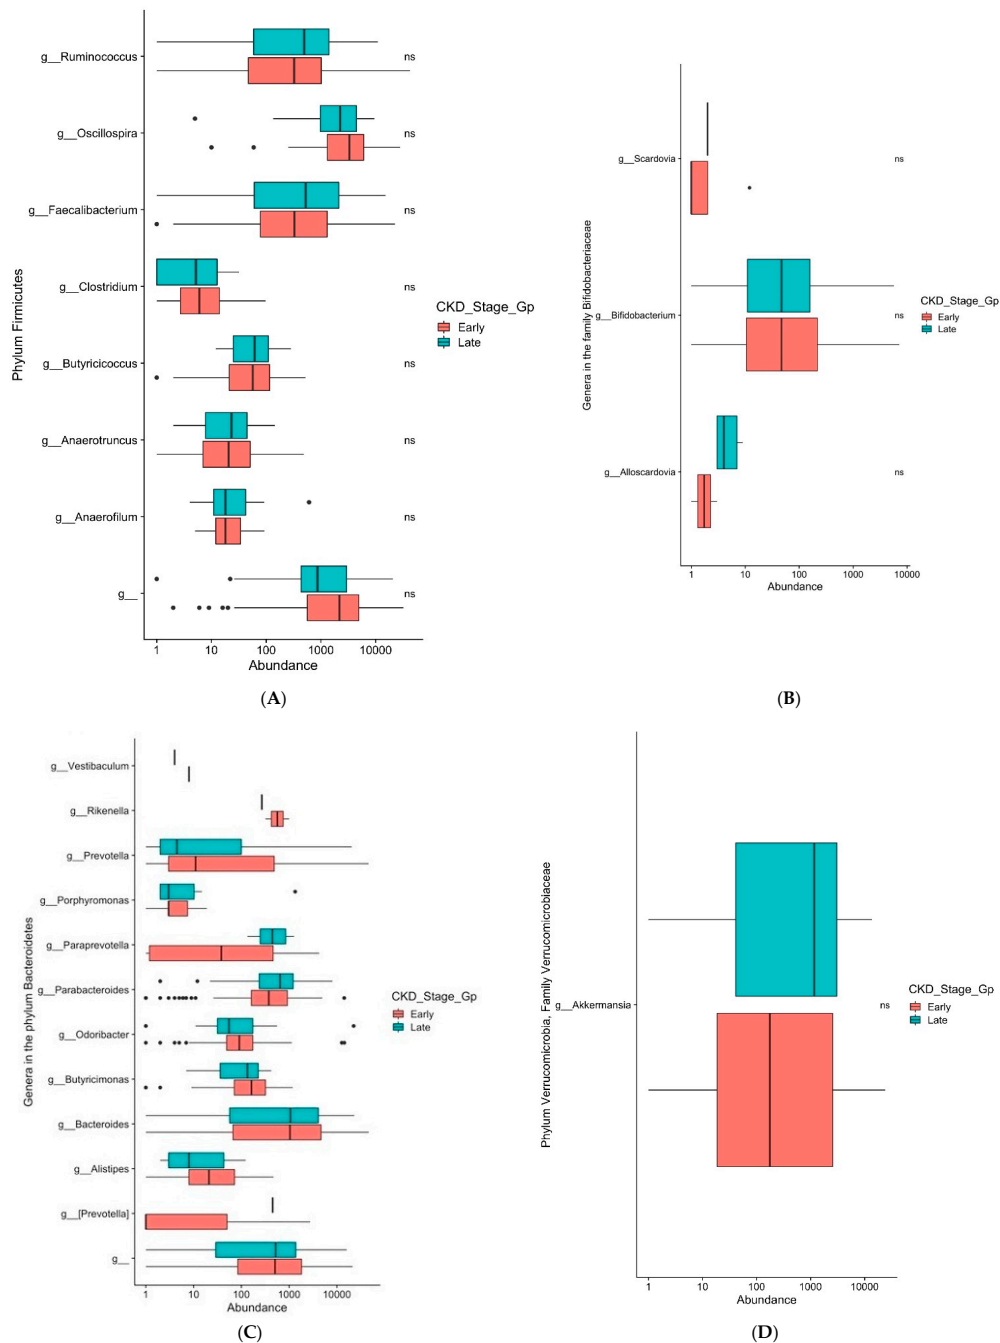 g__Ruminococcus
ns
g__Oscillospira
ns
g__Faecalibacterium
ns
g__Clostridium
ns
g__Butyricicoccus
ns
g__Anaerotruncus
ns
g__Anaerofilum
ns
g__
ns
Phylum Firmicutes
1 10 100 1000 10000
Abundance
CKD_Stage_Gp
Early
Late
(A)
g__Scardovia
ns
g__Bifidobacterium
ns
g__Alloscardovia
ns
Genera in the family Bifidobacteriaceae
1 10 100 1000 10000
Abundance
CKD_Stage_Gp
Early
Late
(B)
g__Vestibaculum
g__Rikenella
g__Prevotella
g__Porphyromonas
g__Paraprevotella
g__Parabacteroides
g__Odoribacter
g__Butyricimonas
g__Bacteroides
g__Alistipes
g__[Prevotella]
g__
Genera in the phylum Bacteroidetes
1 10 100 1000 10000
Abundance
CKD_Stage_Gp
Early
Late
(C)
g__Akkermansia
ns
Phylum Verrucomicrobia, Family Verrucomicrobiaceae
1 10 100 1000 10000
Abundance
CKD_Stage_Gp
Early
Late
(D)